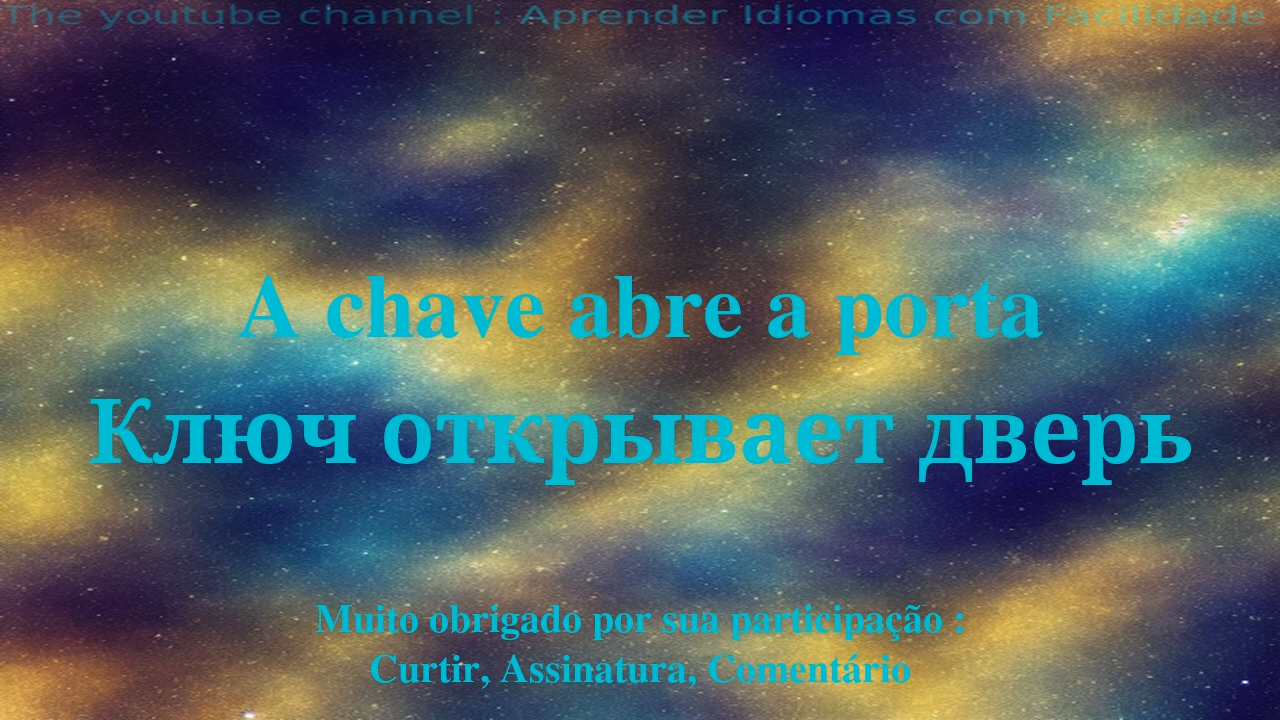 The youtube channel : Aprender Idiomas com Facilidade
A chave abre a porta
Ключ открывает дверь
Muito obrigado por sua participação :
Curtir, Assinatura, Comentário